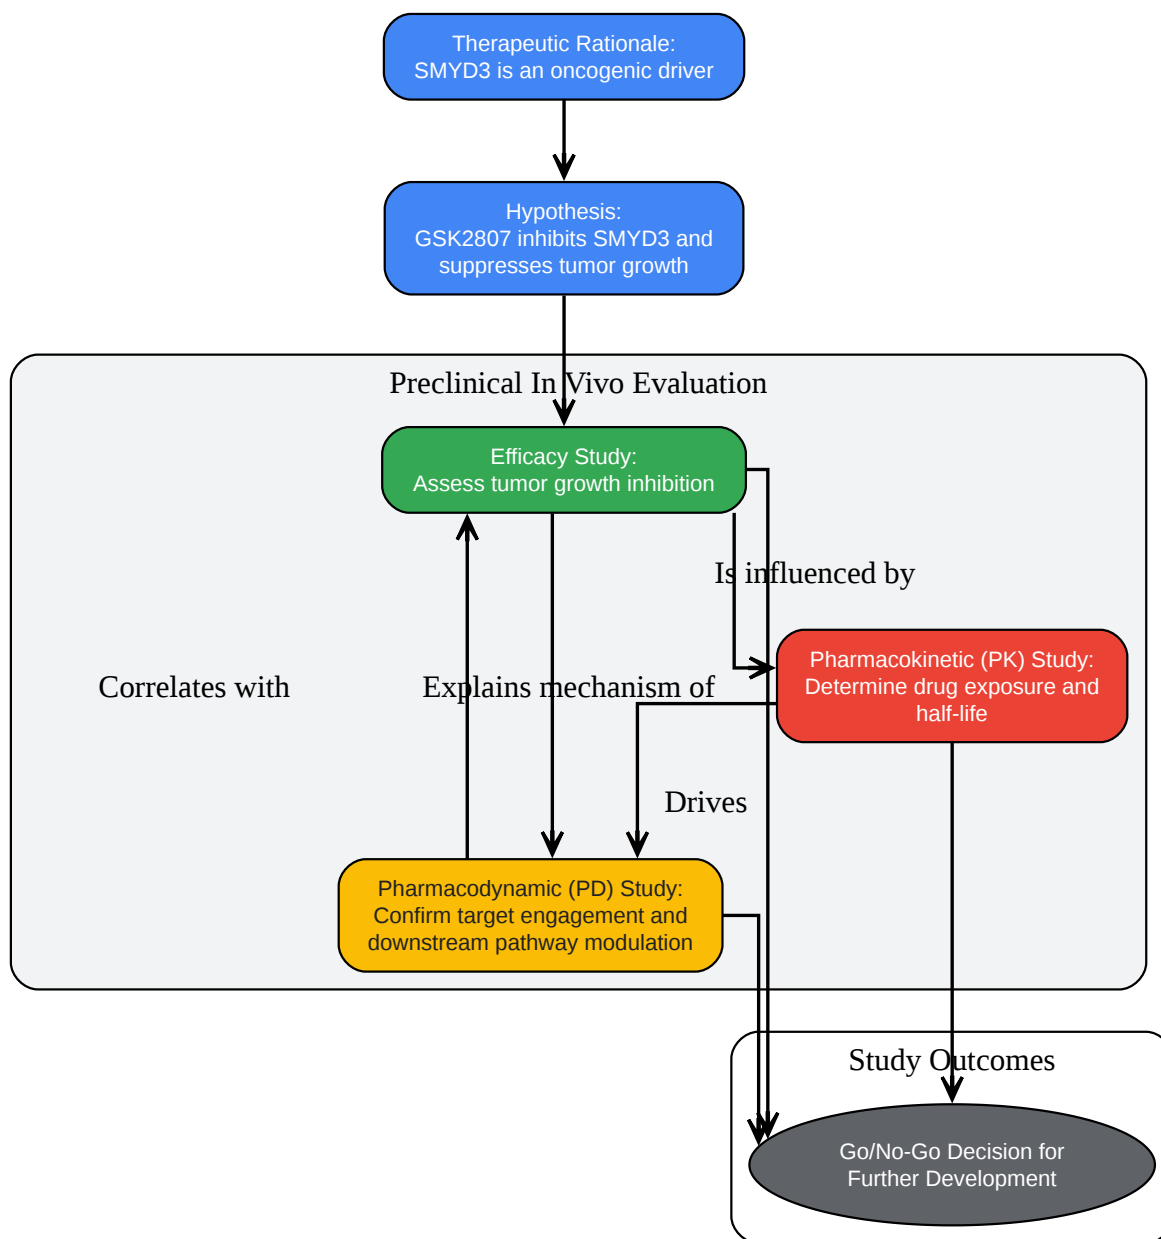 Therapeutic Rationale:
SMYD3 is an oncogenic driver
Hypothesis:
GSK2807 inhibits SMYD3 and
suppresses tumor growth
Preclinical In Vivo Evaluation
Efficacy Study:
Assess tumor growth inhibition
Is influenced by
Pharmacokinetic (PK) Study:
Determine drug exposure and
half-life
Correlates with
Explains mechanism of
Drives
Pharmacodynamic (PD) Study:
Confirm target engagement and
downstream pathway modulation
Study Outcomes
Go/No-Go Decision for
Further Development